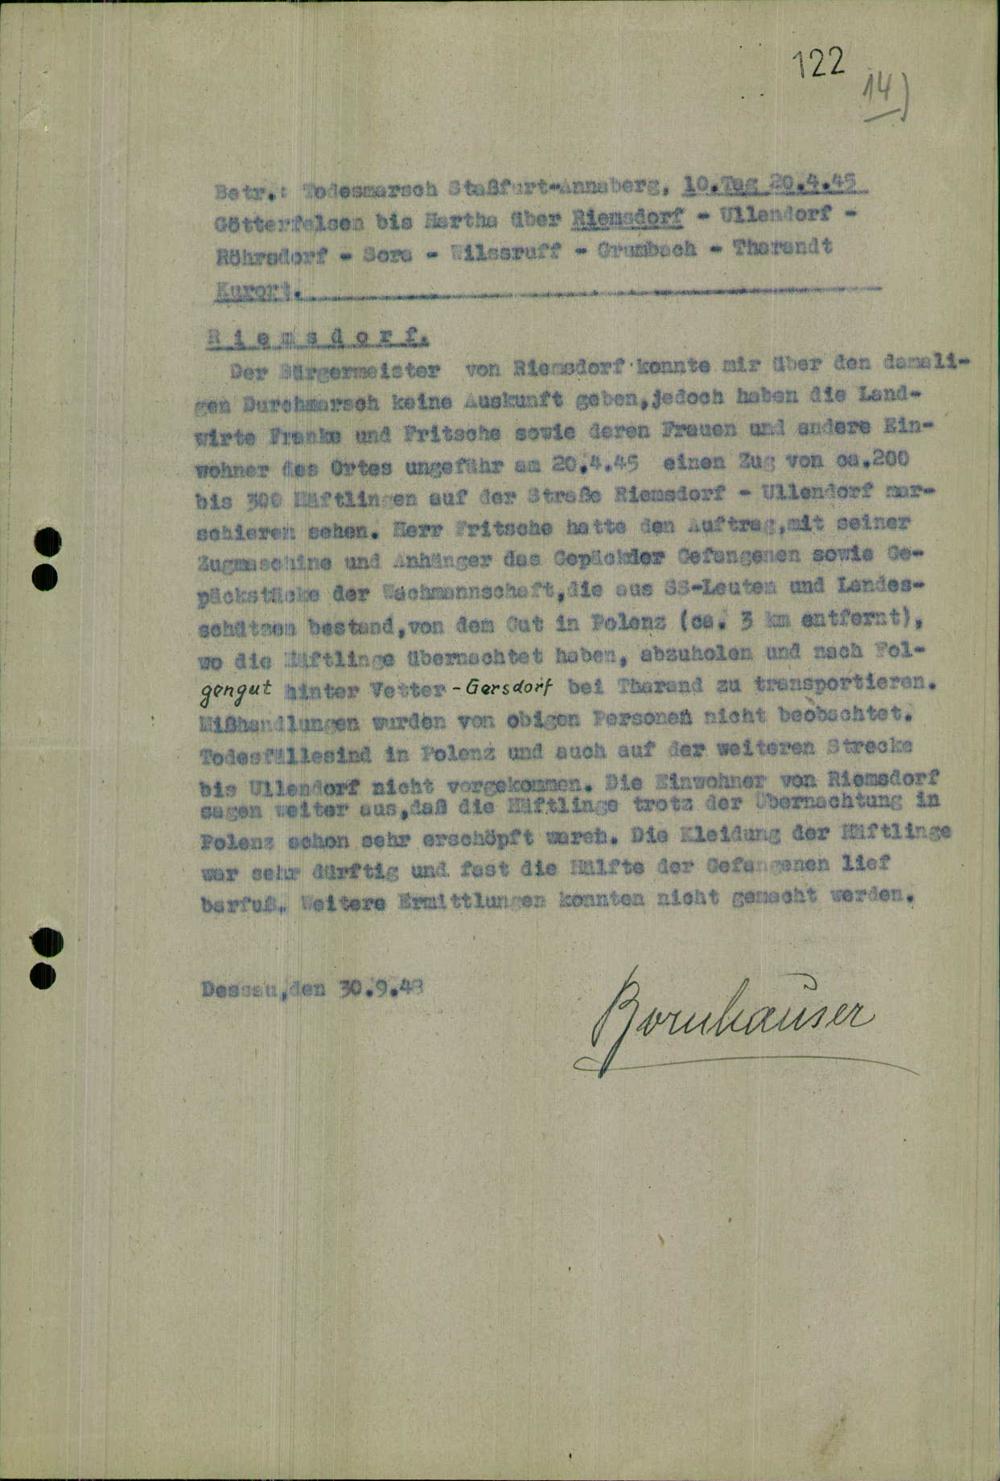 122
14)
Betr.: Todesmarsch Staßfurt-Annaberg, 10.Tag 20.4.45
Götterfelsen bis Hartha über Riemsdorf - Ullendorf -
Röhrsdorf - Sora - Wilssruff - Grumbach - Tharandt
Kurort.
R i e m s d o r f.
Der Bürgermeister von Riemsdorf konnte mir über den damali-
gen Durchmarsch keine Auskunft geben,jedoch haben die Land-
wirte Franke und Fritsche sowie deren Frauen und andere Ein-
wohner des Ortes ungefähr am 20.4.45 einen Zug von ca.200
bis 300 Häftlingen auf der Straße Riemsdorf - Ullendorf mar-
schieren sehen. Herr Fritsche hatte den Auftrag,mit seiner
Zugmaschine und Anhänger das Gepäckder Gefangenen sowie Ge-
päckstücke der Wachmannschaft,die aus SS-Leuten und Landes-
schützen bestand,von dem Gut in Polenz (ca. 3 km entfernt),
wo die Häftlinge übernachtet haben, abzuholen und nach Fol-
gengut hinter Vetter-Gersdorf bei Tharand zu transportieren.
Mißhandlungen wurden von obigen Personen nicht beobachtet.
Todesfällesind in Polenz und auch auf der weiteren Strecke
bis Ullendorf nicht vorgekommen. Die Einwohner von Riemsdorf
sagen weiter aus,daß die Häftlinge trotz der Übernachtung in
Polenz schon sehr erschöpft waren. Die Kleidung der Häftlinge
war sehr dürftig und fast die Hälfte der Gefangenen lief
barfuß. Weitere Ermittlungen konnten nicht gemacht werden.
Dessau,den 30.9.48
Bornhäuser